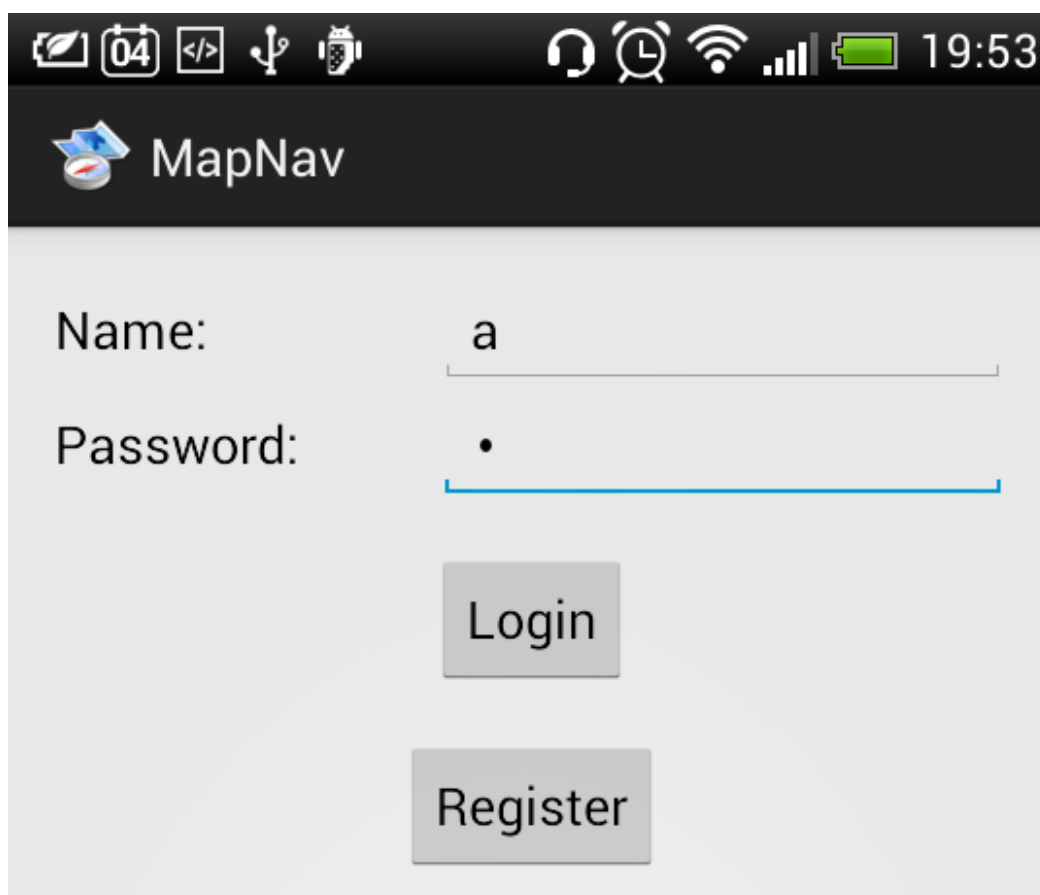 04 </> 19:53
MapNav
Name: a
Password: •
Login
Register